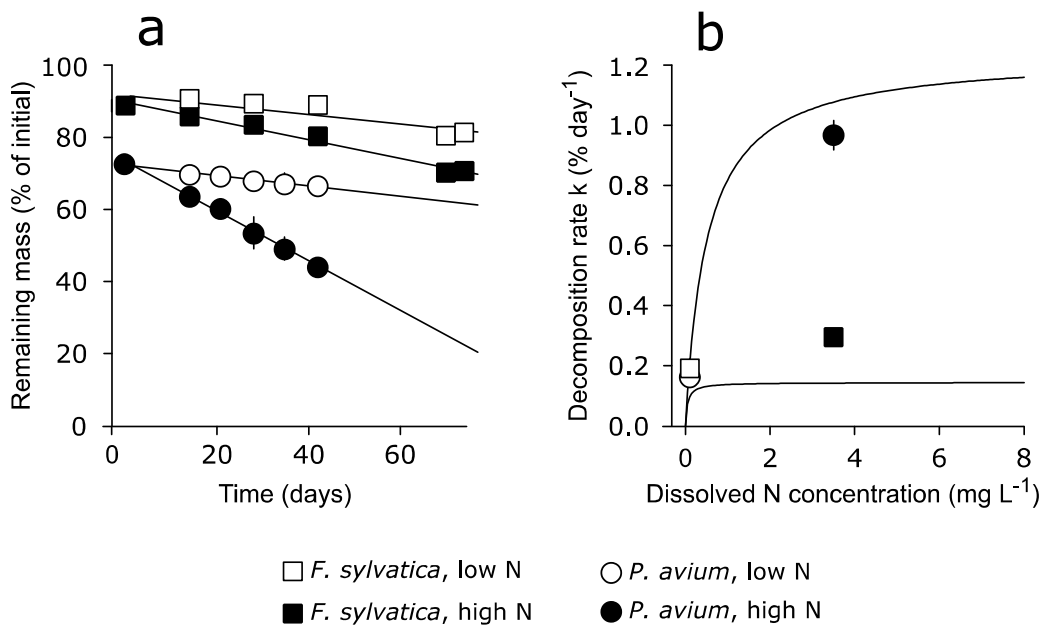 a
Remaining mass (% of initial)
100
80
60
40
20
0
0 20 40 60
Time (days)
b
Decomposition rate k (% day⁻¹)
1.2
1.0
0.8
0.6
0.4
0.2
0.0
0 2 4 6 8
Dissolved N concentration (mg L⁻¹)
F. sylvatica, low N
F. sylvatica, high N
P. avium, low N
P. avium, high N